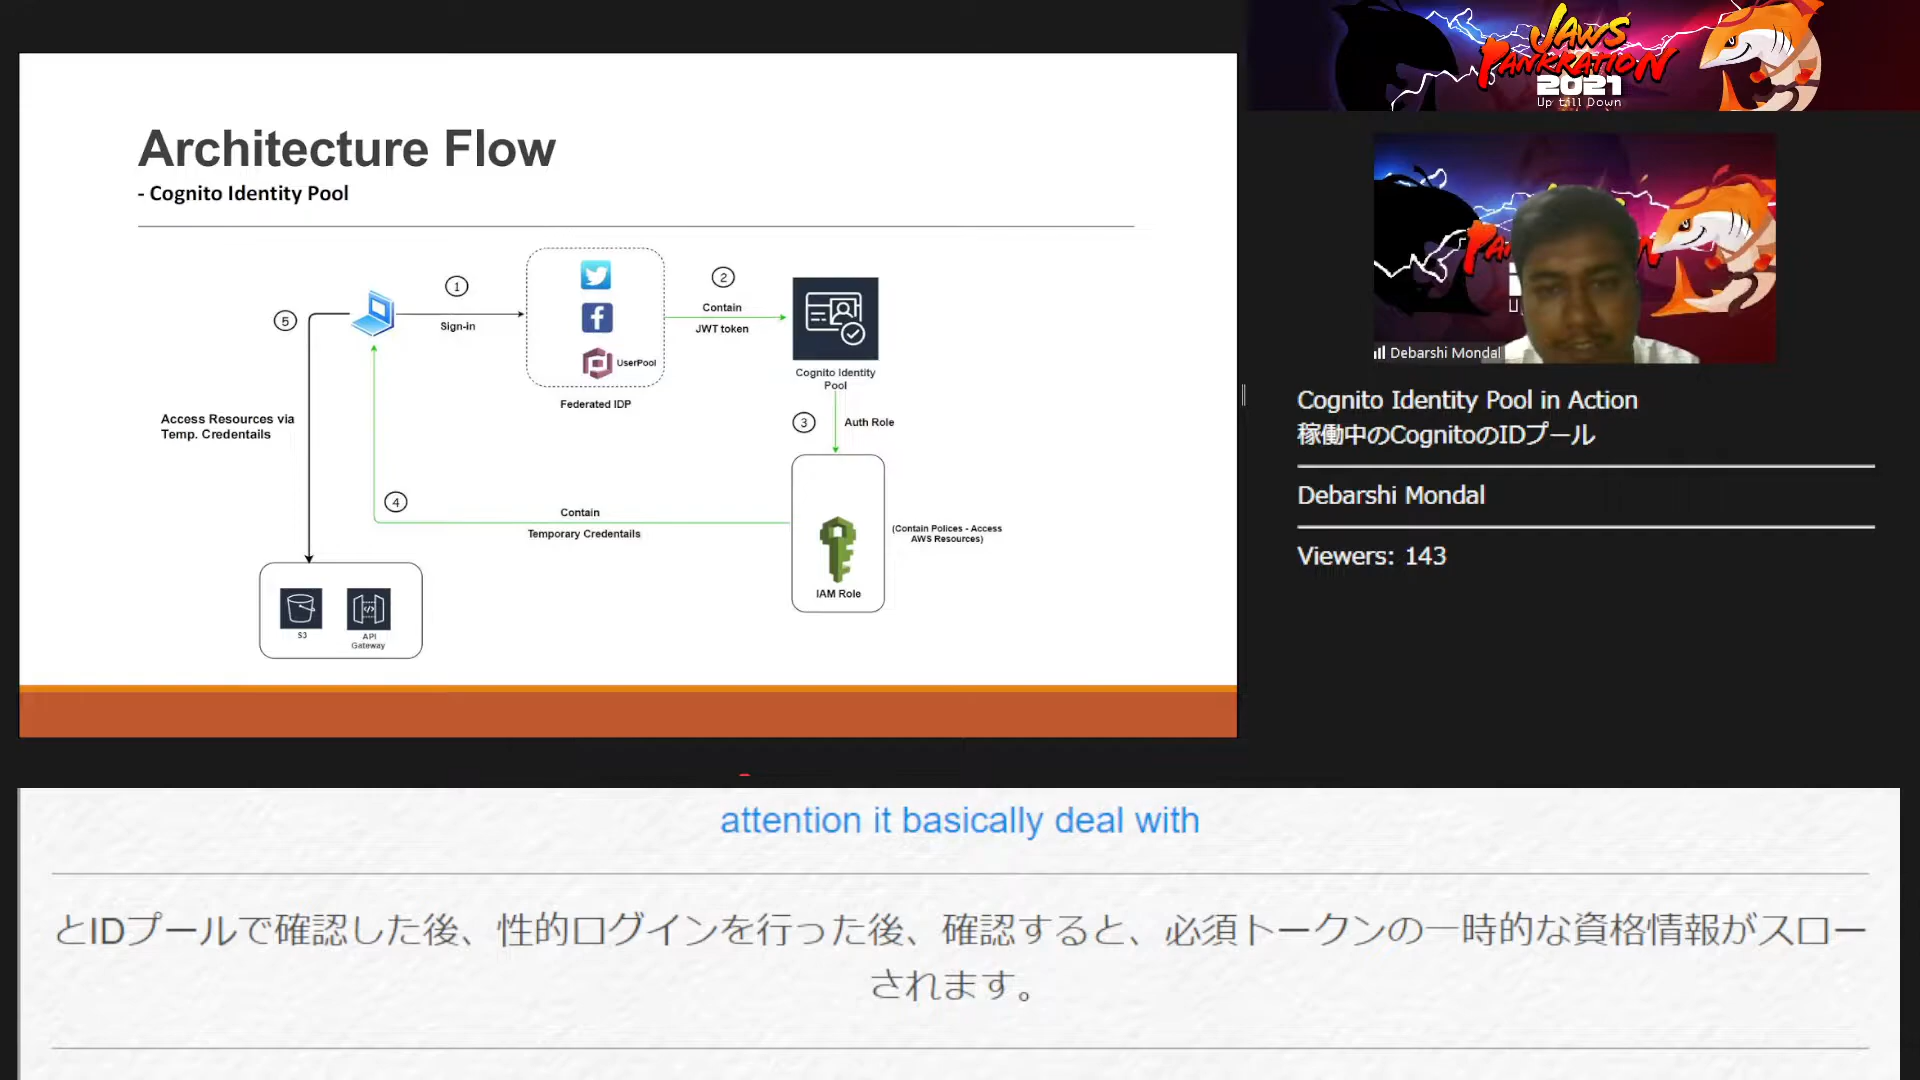 Architecture Flow
- Cognito Identity Pool
1
Sign-in
2
Contain
JWT token
UserPool
Federated IDP
Cognito Identity
Pool
3
Auth Role
5
Access Resources via
Temp. Credentails
4
Contain
Temporary Credentails
IAM Role
(Contain Polices - Access
AWS Resources)
S3
API
Gateway
JAWS
PANKRATION
2021
Up till Down
Debarshi Mondal
Cognito Identity Pool in Action
稼働中のCognitoのIDプール
Debarshi Mondal
Viewers: 143
attention it basically deal with
とIDプールで確認した後、性的ログインを行った後、確認すると、必須トークンの一時的な資格情報がスロー
されます。